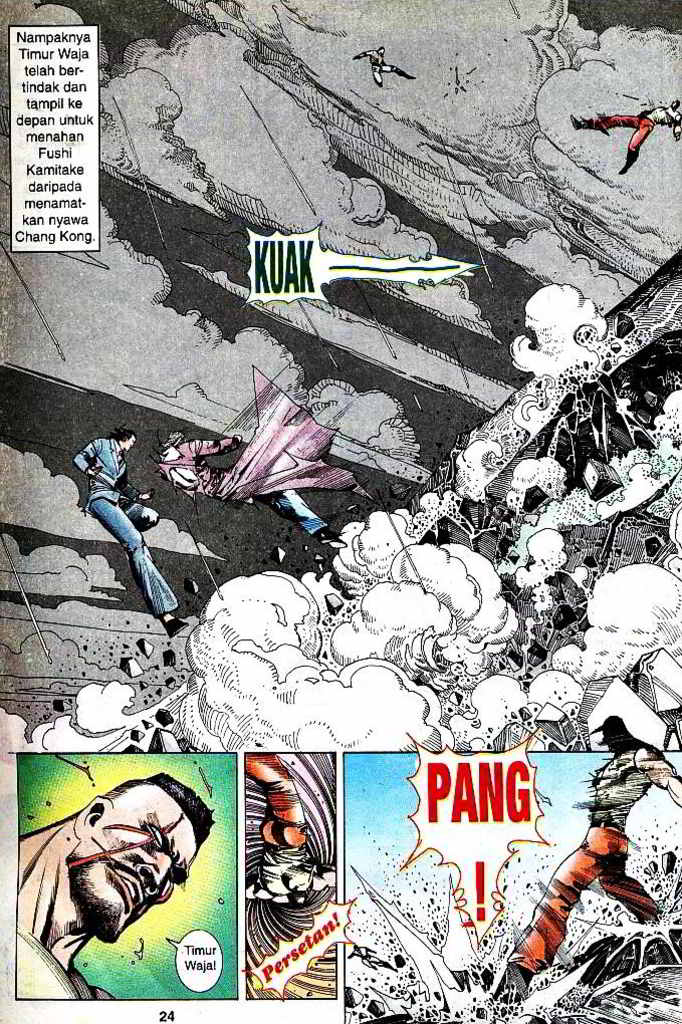 Nampaknya
Timur Waja
telah ber-
tindak dan
tampil ke
depan untuk
menahan
Fushi
Kamitake
daripada
menamat-
kan nyawa
Chang Kong.
KUAK
PANG
!
Timur
Waja!
Persetan!
24